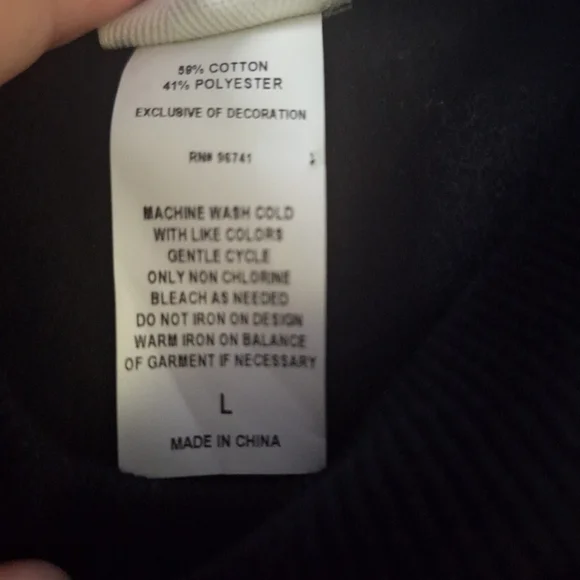 59% COTTON
41% POLYESTER
EXCLUSIVE OF DECORATION
RN# 96741
MACHINE WASH COLD
WITH LIKE COLORS
GENTLE CYCLE
ONLY NON CHLORINE
BLEACH AS NEEDED
DO NOT IRON ON DESIGN
WARM IRON ON BALANCE
OF GARMENT IF NECESSARY
L
MADE IN CHINA